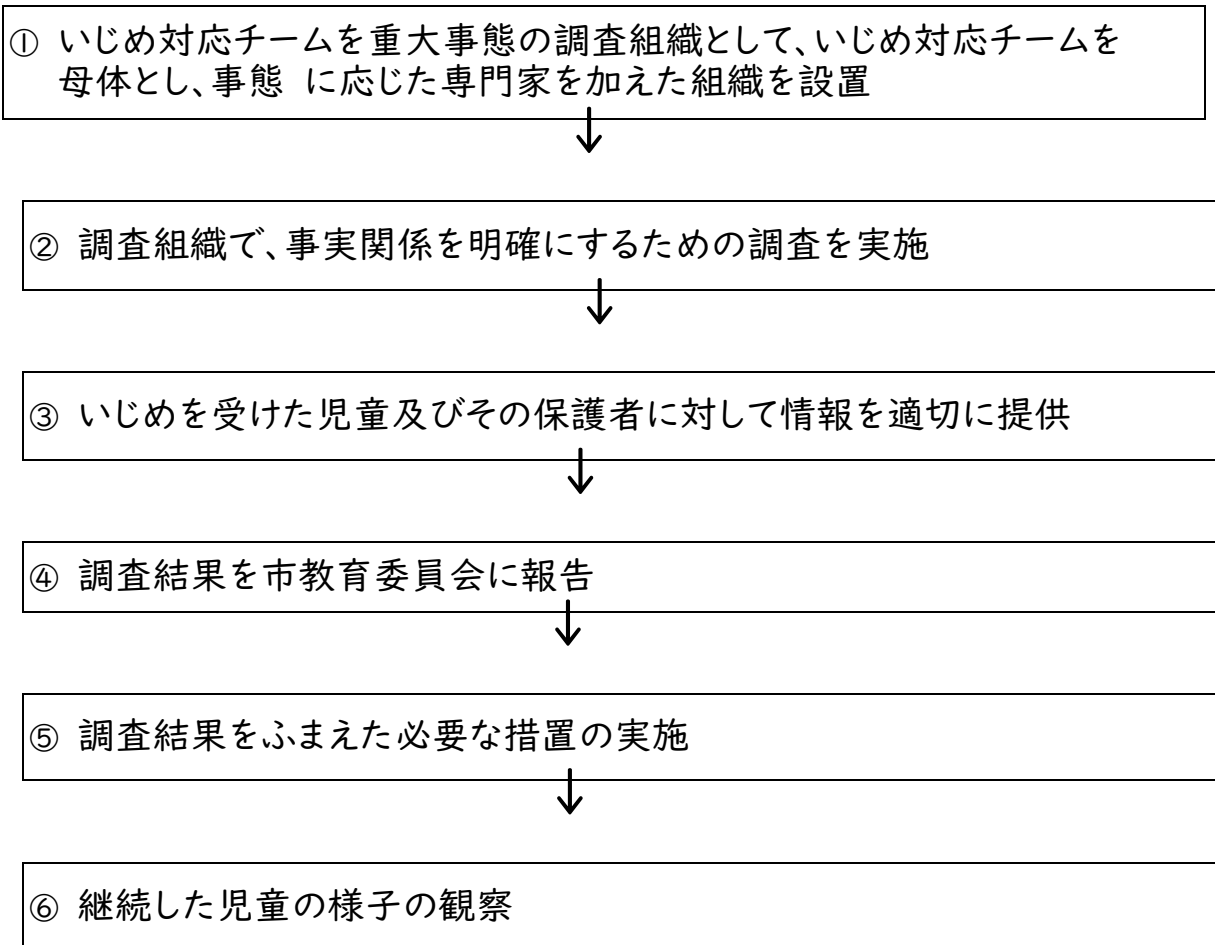 ① いじめ対応チームを重大事態の調査組織として、いじめ対応チームを
母体とし、事態 に応じた専門家を加えた組織を設置
② 調査組織で、事実関係を明確にするための調査を実施
③ いじめを受けた児童及びその保護者に対して情報を適切に提供
④ 調査結果を市教育委員会に報告
⑤ 調査結果をふまえた必要な措置の実施
⑥ 継続した児童の様子の観察